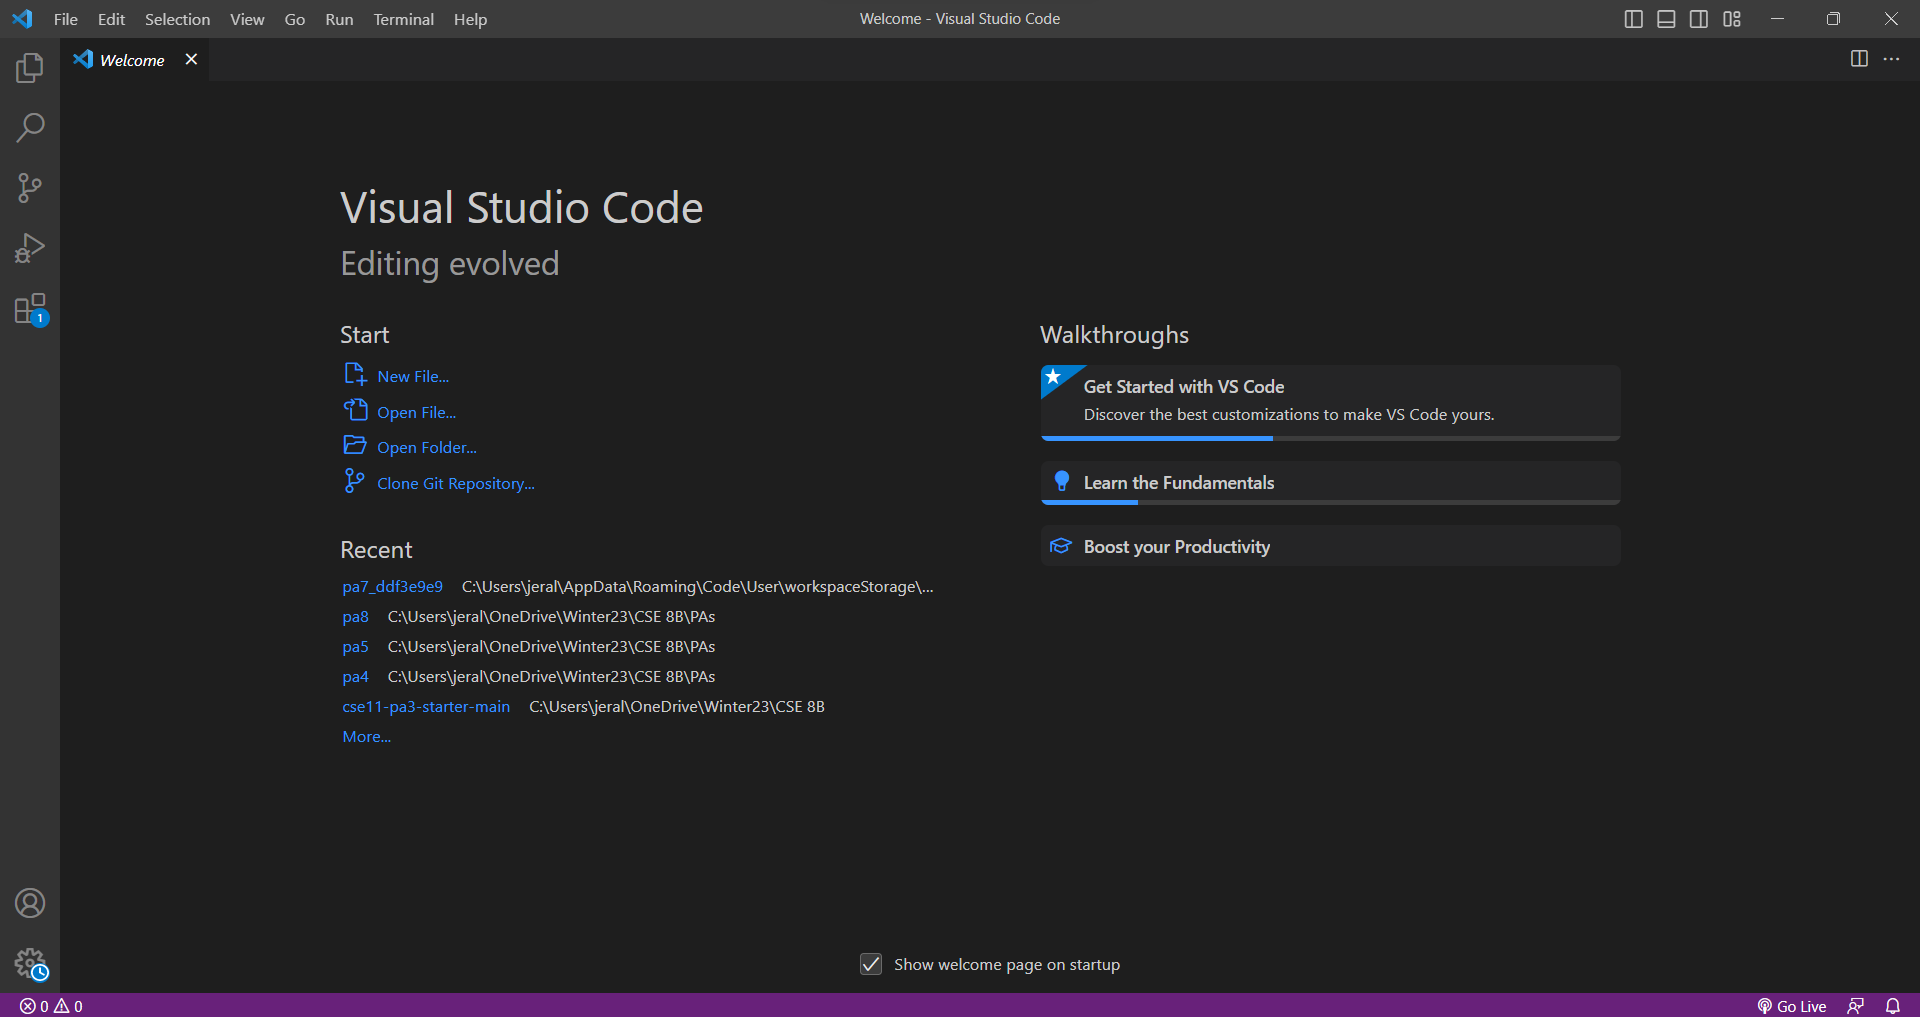 File Edit Selection View Go Run Terminal Help
Welcome - Visual Studio Code
Welcome
1
Visual Studio Code
Editing evolved
Start
New File...
Open File...
Open Folder...
Clone Git Repository...
Recent
pa7_ddf3e9e9 C:\Users\jeral\AppData\Roaming\Code\User\workspaceStorage\...
pa8 C:\Users\jeral\OneDrive\Winter23\CSE 8B\PAs
pa5 C:\Users\jeral\OneDrive\Winter23\CSE 8B\PAs
pa4 C:\Users\jeral\OneDrive\Winter23\CSE 8B\PAs
cse11-pa3-starter-main C:\Users\jeral\OneDrive\Winter23\CSE 8B
More...
Walkthroughs
Get Started with VS Code
Discover the best customizations to make VS Code yours.
Learn the Fundamentals
Boost your Productivity
Show welcome page on startup
0 0
Go Live